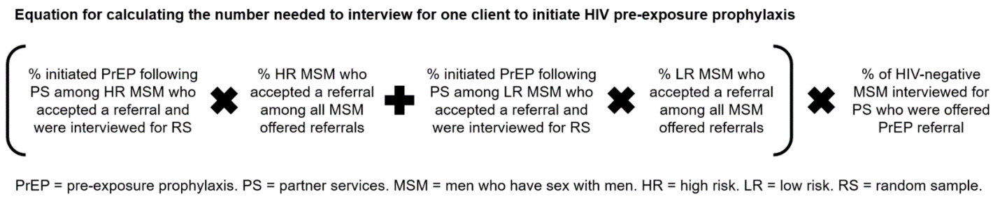 Equation for calculating the number needed to interview for one client to initiate HIV pre-exposure prophylaxis
% initiated PrEP following
PS among HR MSM who
accepted a referral and
were interviewed for RS
% HR MSM who
accepted a referral
among all MSM
offered referrals
% initiated PrEP following
PS among LR MSM who
accepted a referral and
were interviewed for RS
% LR MSM who
accepted a referral
among all MSM
offered referrals
% of HIV-negative
MSM interviewed for
PS who were offered
PrEP referral
PrEP = pre-exposure prophylaxis. PS = partner services. MSM = men who have sex with men. HR = high risk. LR = low risk. RS = random sample.